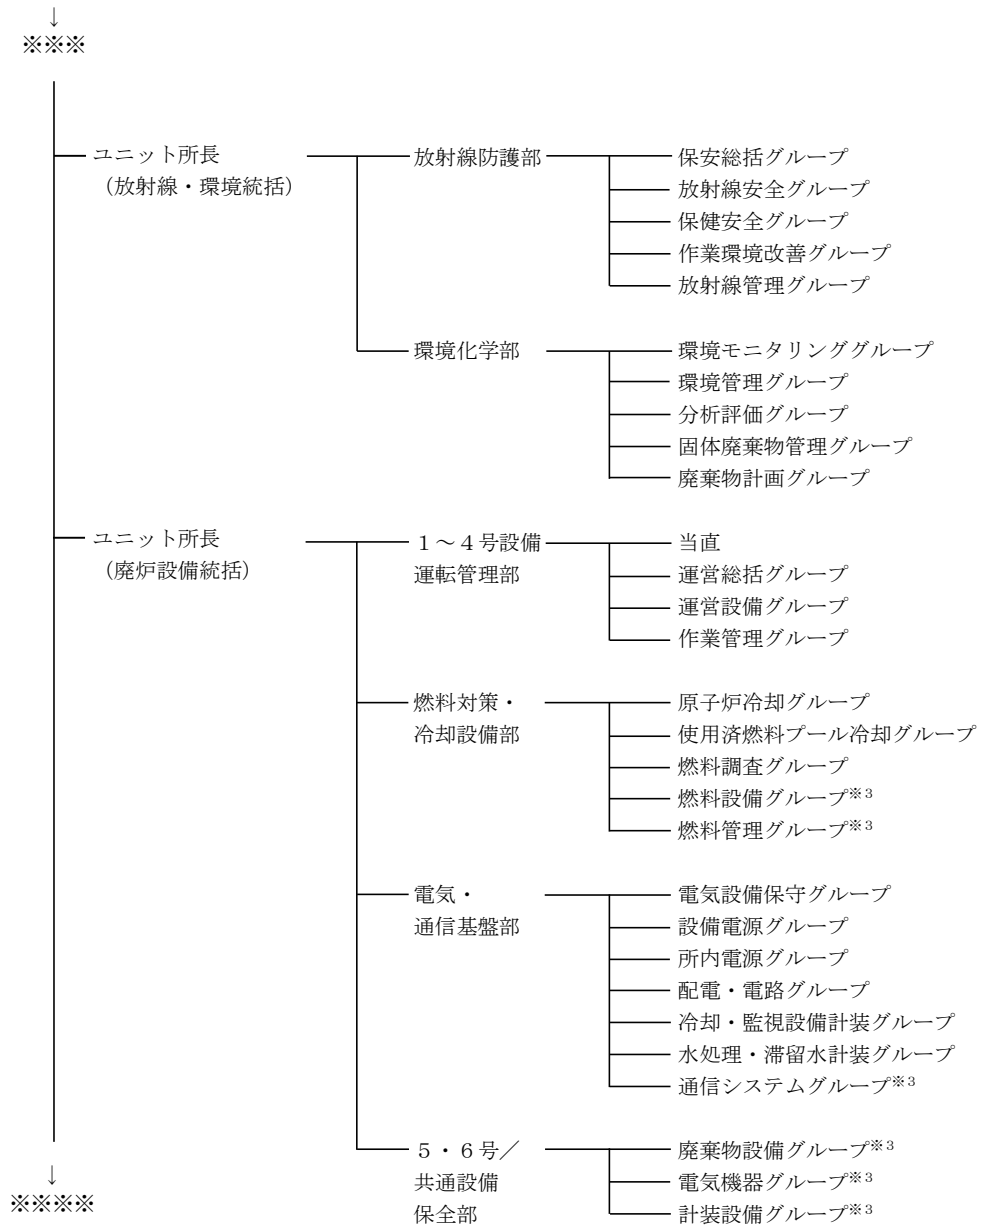 ↓
※※※
ユニット所長
（放射線・環境統括）
放射線防護部
保安総括グループ
放射線安全グループ
保健安全グループ
作業環境改善グループ
放射線管理グループ
環境化学部
環境モニタリンググループ
環境管理グループ
分析評価グループ
固体廃棄物管理グループ
廃棄物計画グループ
ユニット所長
（廃炉設備統括）
１～４号設備
運転管理部
当直
運営総括グループ
運営設備グループ
作業管理グループ
燃料対策・
冷却設備部
原子炉冷却グループ
使用済燃料プール冷却グループ
燃料調査グループ
燃料設備グループ※3
燃料管理グループ※3
電気・
通信基盤部
電気設備保守グループ
設備電源グループ
所内電源グループ
配電・電路グループ
冷却・監視設備計装グループ
水処理・滞留水計装グループ
通信システムグループ※3
５・６号／
共通設備
保全部
廃棄物設備グループ※3
電気機器グループ※3
計装設備グループ※3
↓
※※※※